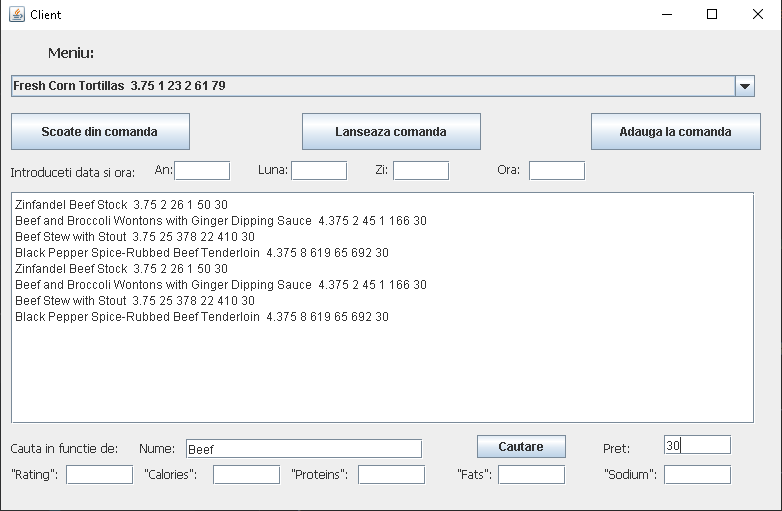 Client
Meniu:
Fresh Corn Tortillas 3.75 1 23 2 61 79
Scoate din comanda Lanseaza comanda Adauga la comanda
Introduceti data si ora: An: Luna: Zi: Ora:
Zinfandel Beef Stock 3.75 2 26 1 50 30
Beef and Broccoli Wontons with Ginger Dipping Sauce 4.375 2 45 1 166 30
Beef Stew with Stout 3.75 25 378 22 410 30
Black Pepper Spice-Rubbed Beef Tenderloin 4.375 8 619 65 692 30
Zinfandel Beef Stock 3.75 2 26 1 50 30
Beef and Broccoli Wontons with Ginger Dipping Sauce 4.375 2 45 1 166 30
Beef Stew with Stout 3.75 25 378 22 410 30
Black Pepper Spice-Rubbed Beef Tenderloin 4.375 8 619 65 692 30
Cauta in functie de: Nume: Beef Cautare Pret: 30
"Rating": "Calories": "Proteins": "Fats": "Sodium":